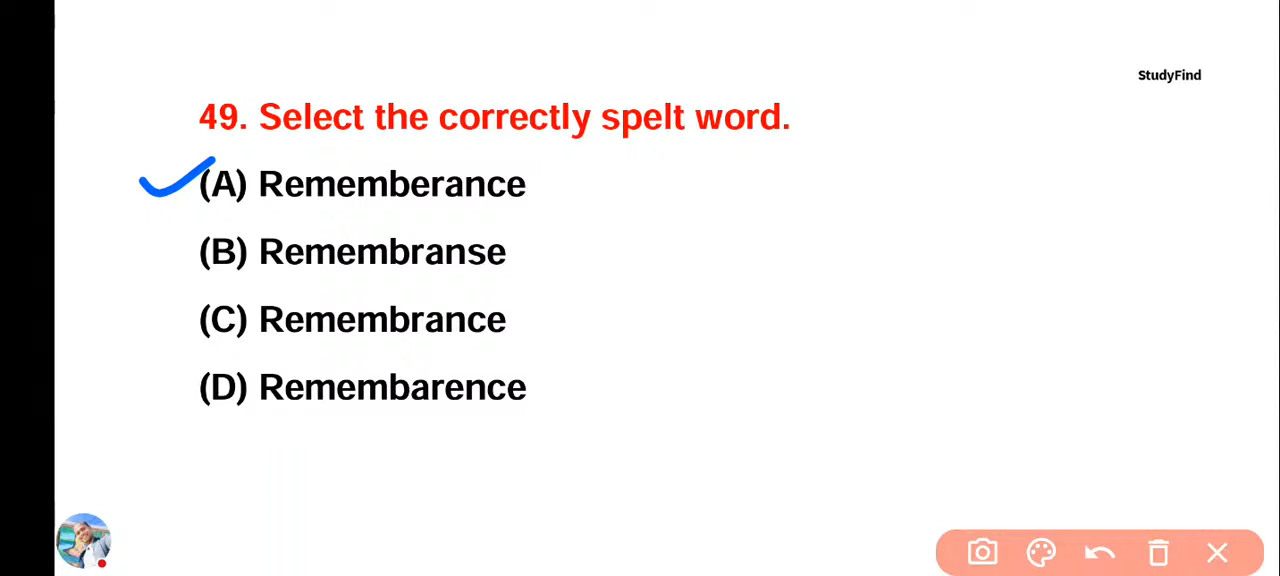 StudyFind
49. Select the correctly spelt word.
(A) Rememberance
(B) Remembranse
(C) Remembrance
(D) Remembarence